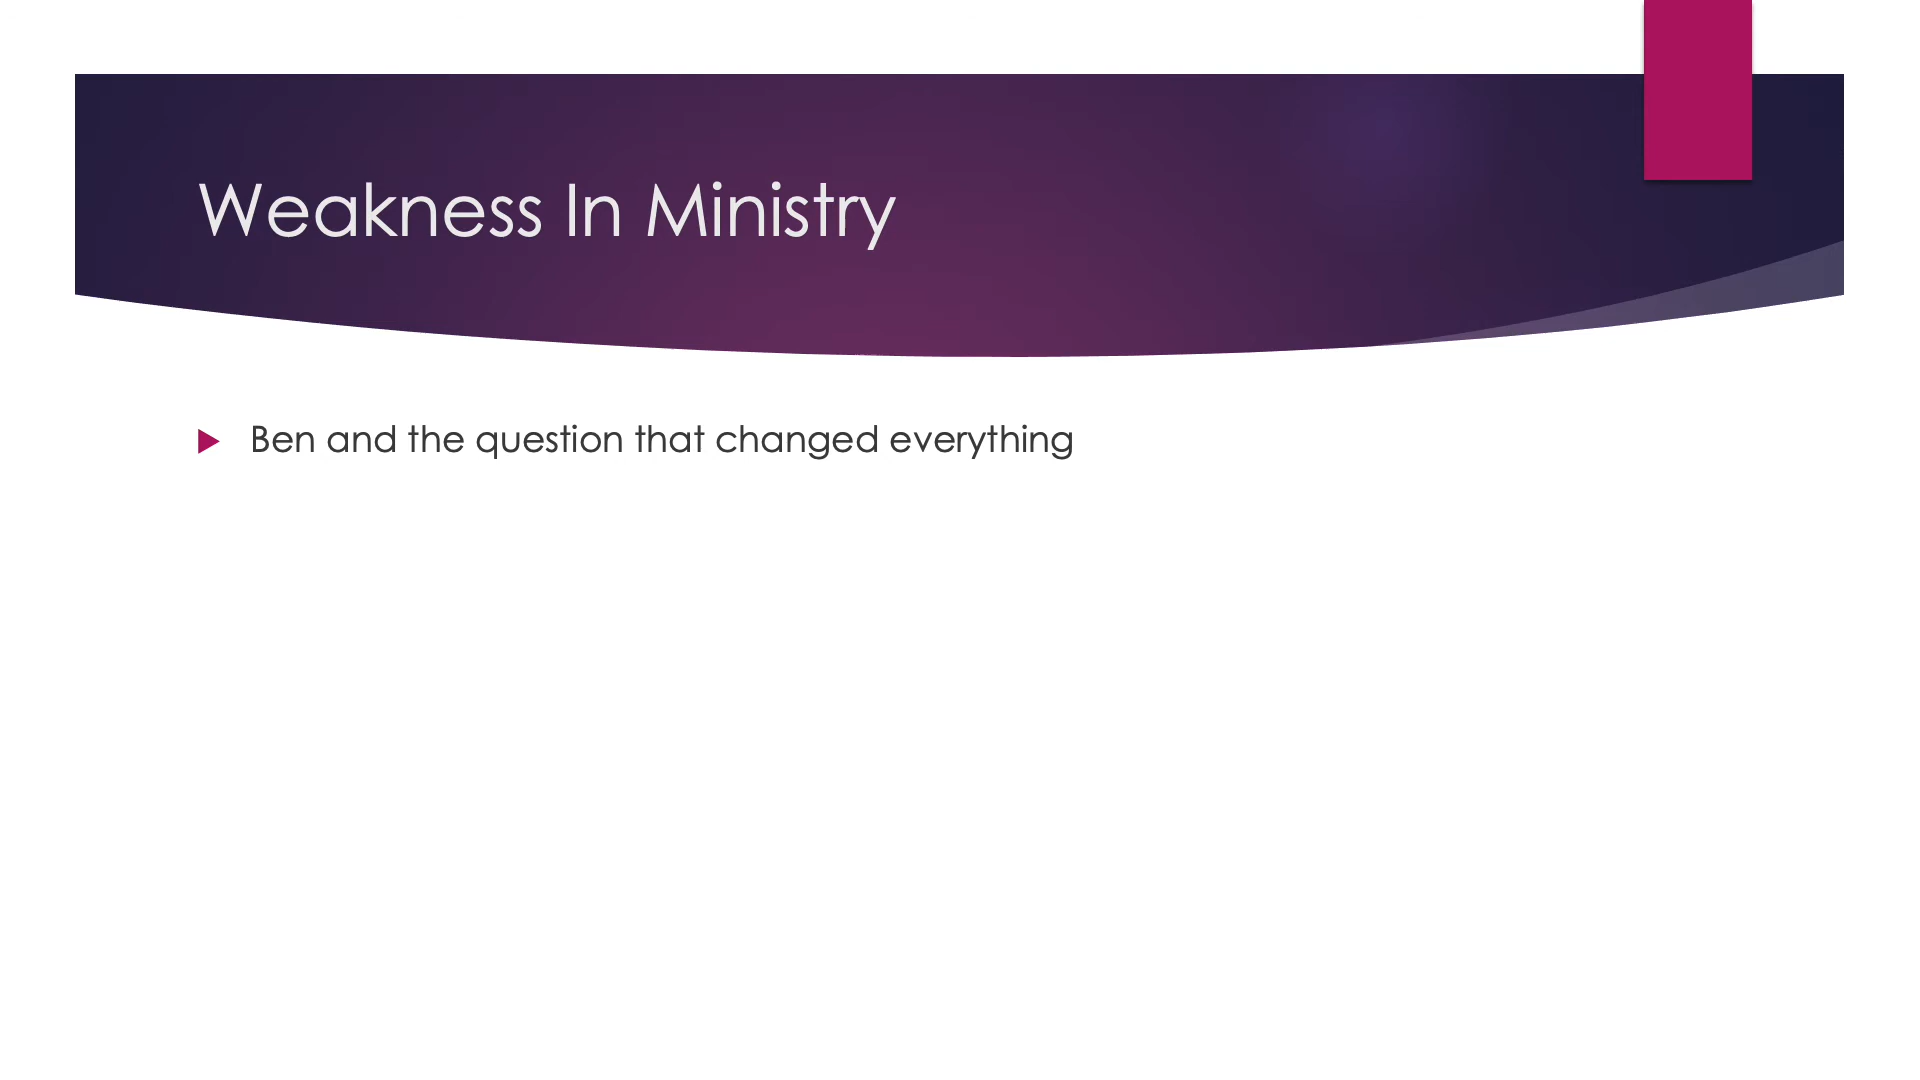 Weakness In Ministry
Ben and the question that changed everything